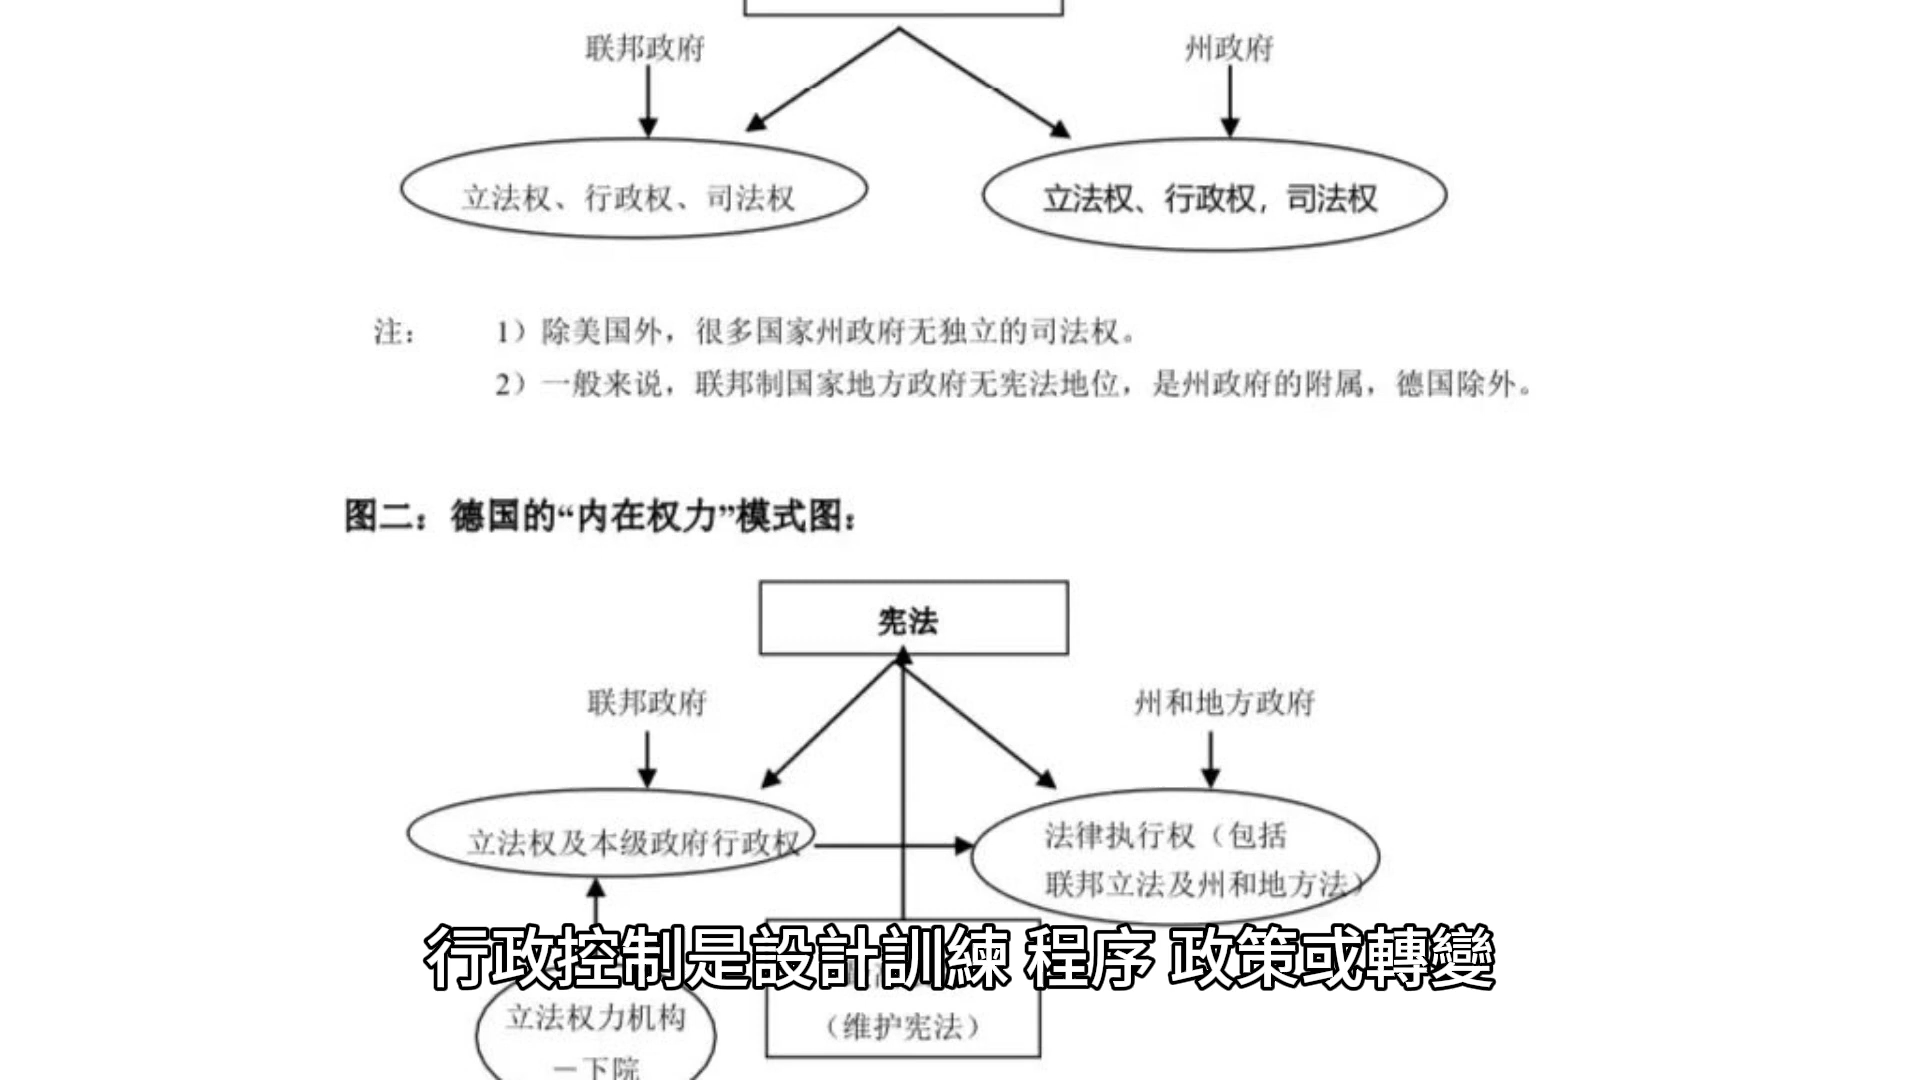 联邦政府
州政府
立法权、行政权、司法权
立法权、行政权，司法权
注： 1）除美国外，很多国家州政府无独立的司法权。
2）一般来说，联邦制国家地方政府无宪法地位，是州政府的附属，德国除外。
图二：德国的“内在权力”模式图：
宪法
联邦政府
州和地方政府
立法权及本级政府行政权
法律执行权（包括
联邦立法及州和地方法）
行政控制是設計訓練 程序 政策或轉變
立法权力机构
（维护宪法）
－下院